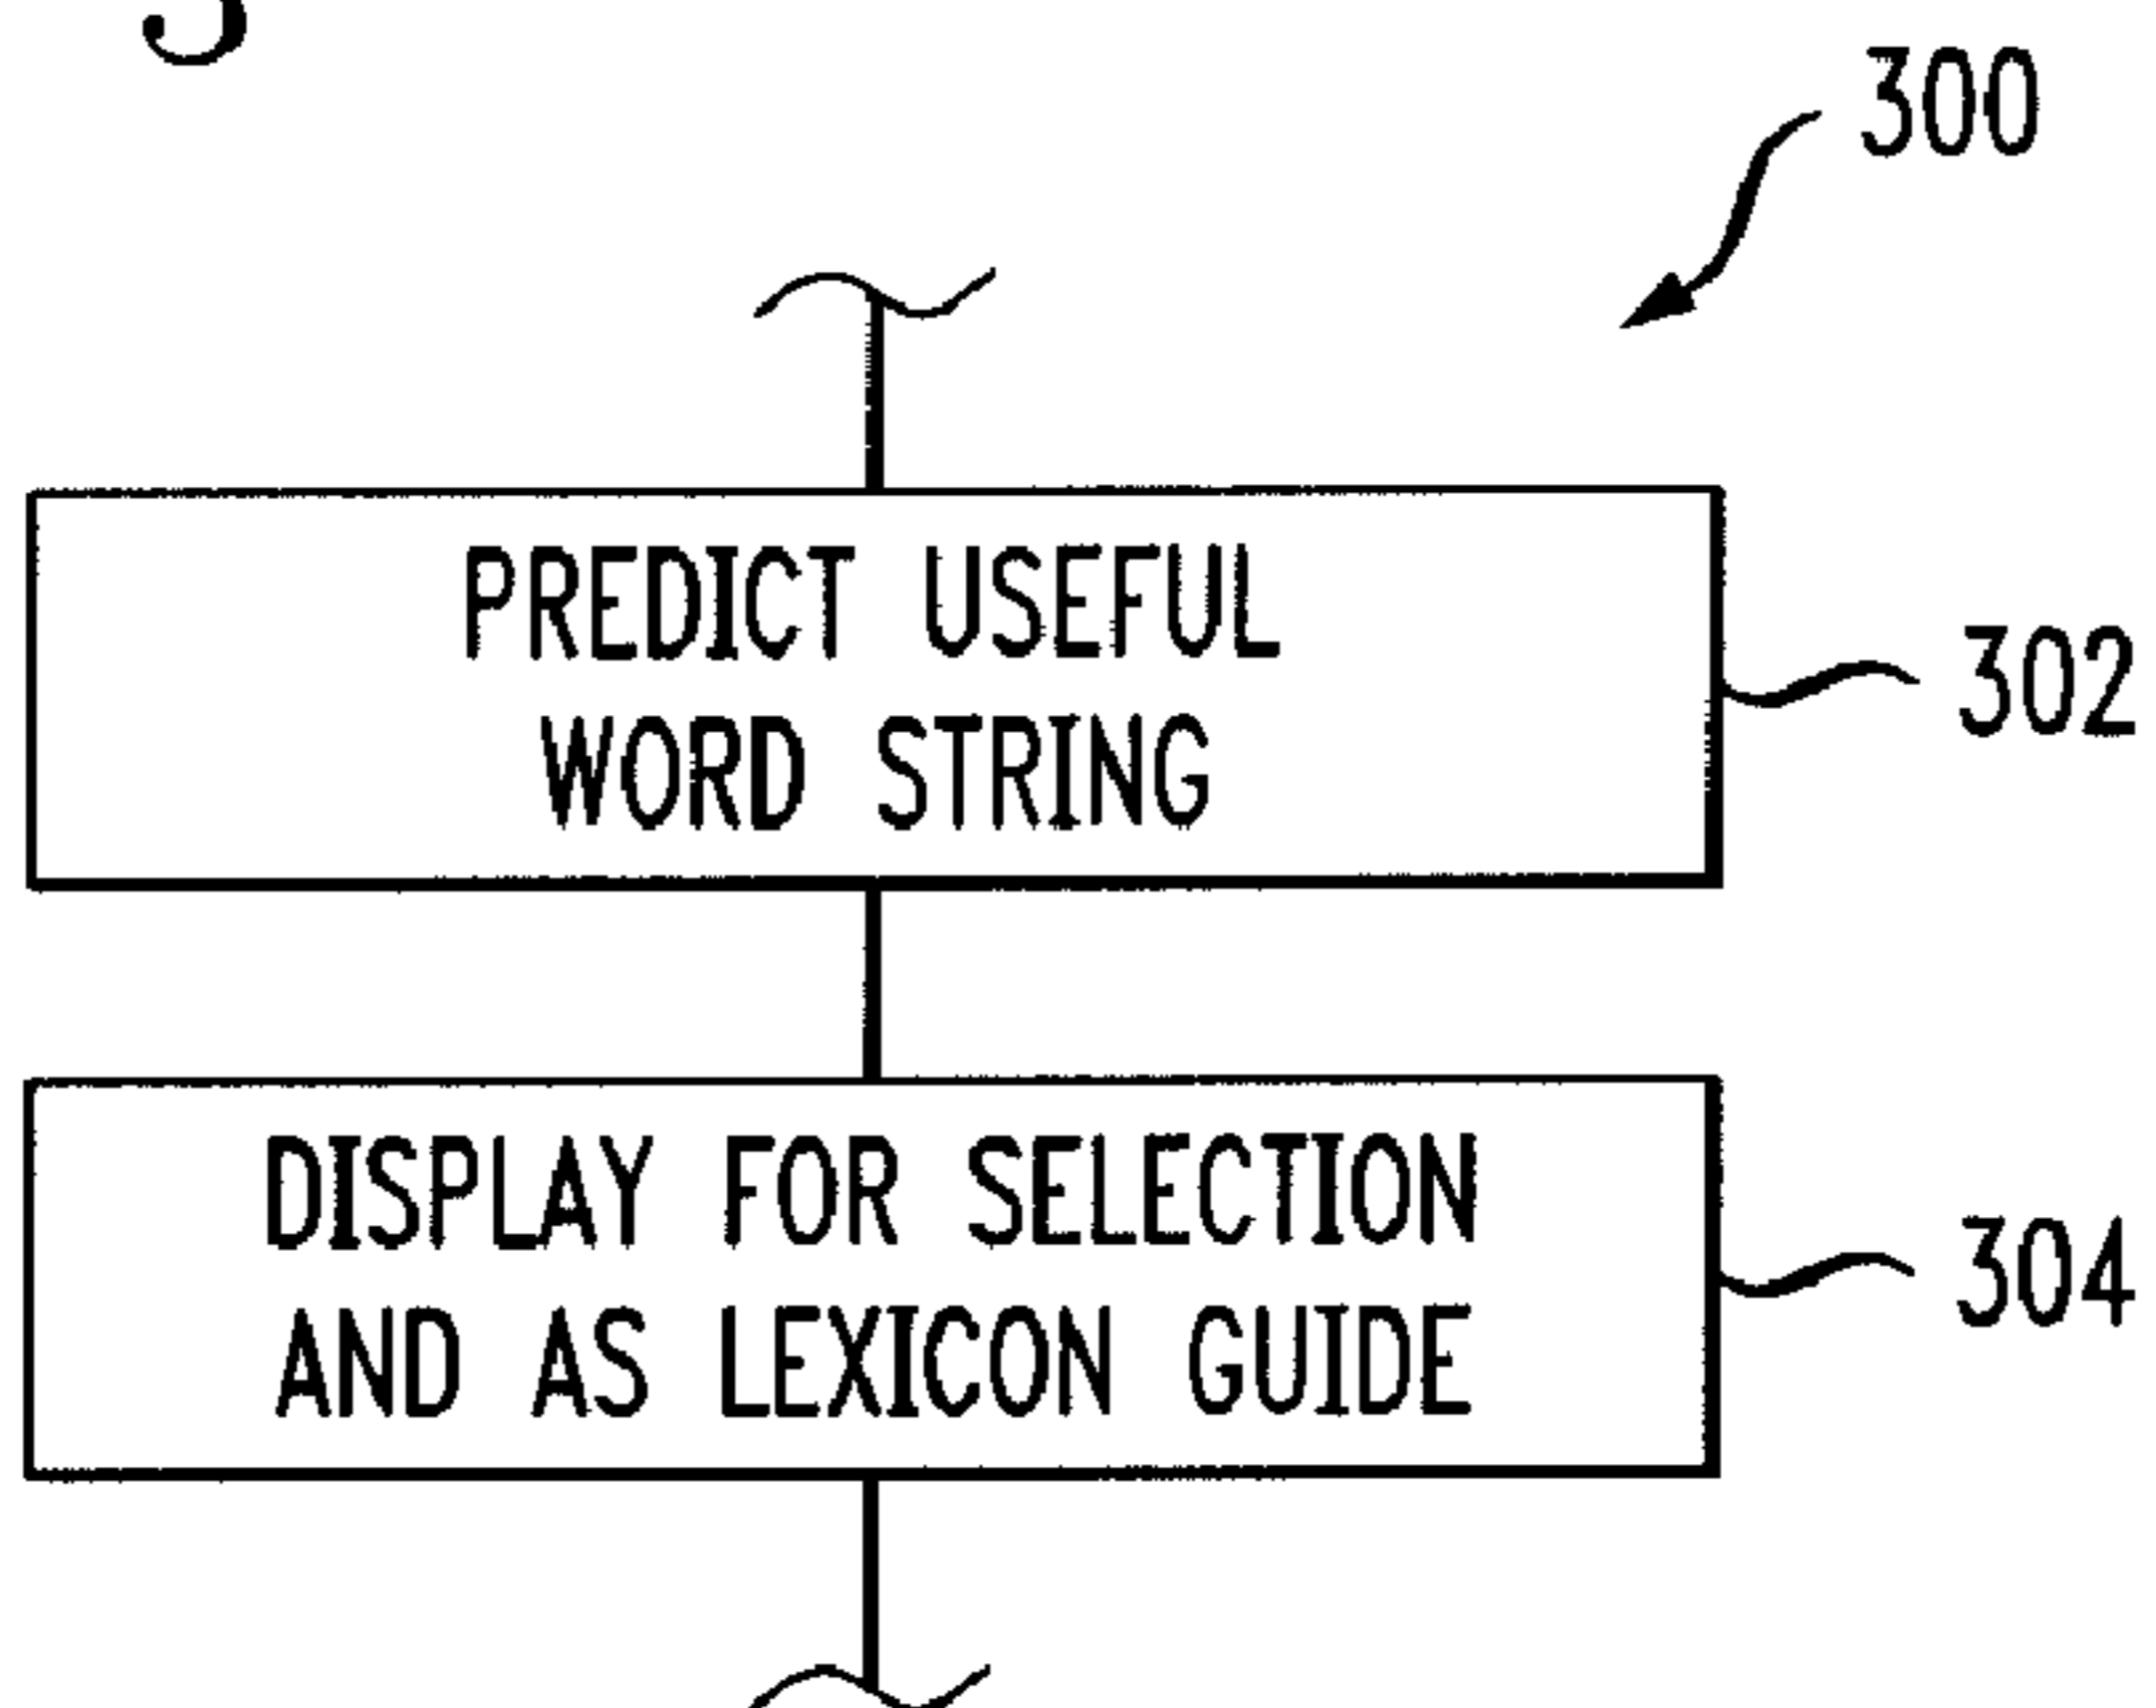 300
PREDICT USEFUL
WORD STRING
302
DISPLAY FOR SELECTION
AND AS LEXICON GUIDE
304